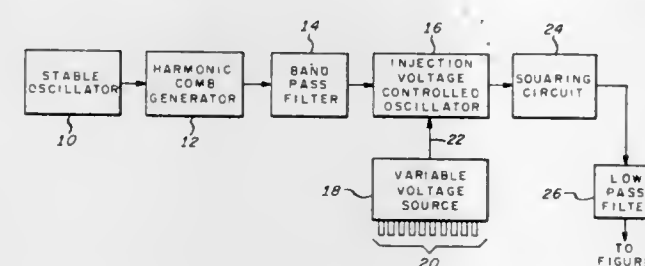 14
16
24
STABLE
OSCILLATOR
HARMONIC
COMB
GENERATOR
BAND
PASS
FILTER
INJECTION
VOLTAGE
CONTROLLED
OSCILLATOR
SQUARING
CIRCUIT
10
12
22
18
VARIABLE
VOLTAGE
SOURCE
26
LOW
PASS
FILTER
20
TO
FIGURE